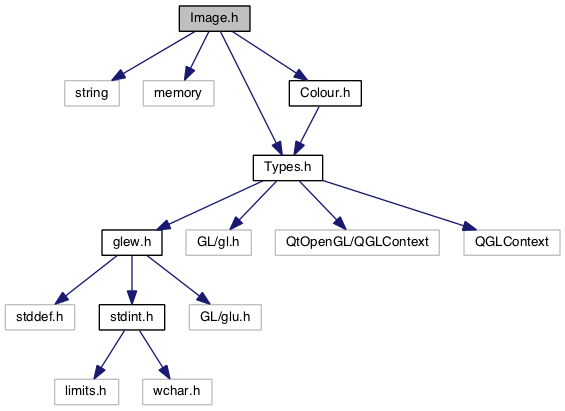 Image.h
string
memory
Colour.h
Types.h
glew.h
GL/gl.h
QtOpenGL/QGLContext
QGLContext
stddef.h
stdint.h
GL/glu.h
limits.h
wchar.h